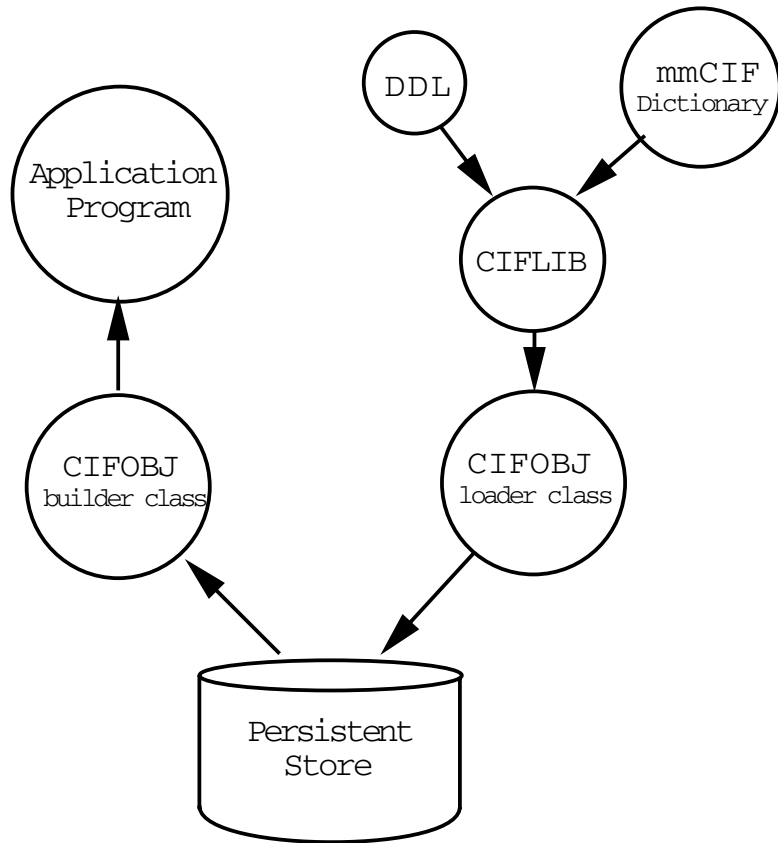 DDL
mmCIF
Dictionary
Application
Program
CIFLIB
CIFOBJ
builder class
CIFOBJ
loader class
Persistent
Store